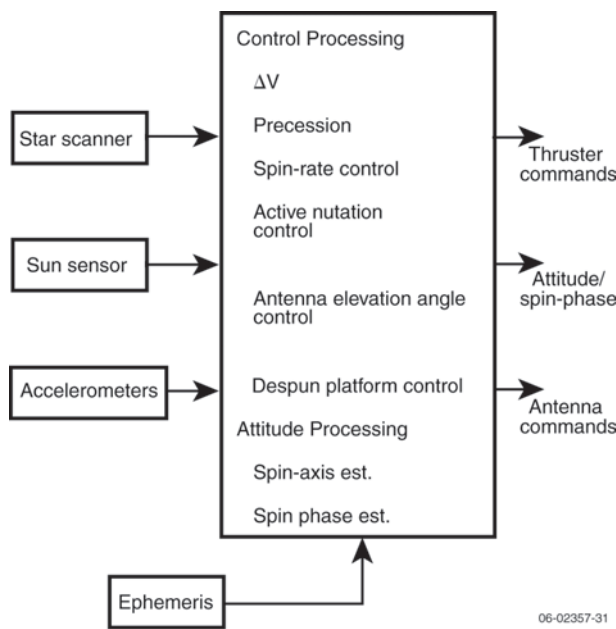 Control Processing
ΔV
Star scanner
Precession
Thruster
commands
Spin-rate control
Active nutation
control
Sun sensor
Attitude/
spin-phase
Antenna elevation angle
control
Accelerometers
Despun platform control
Antenna
commands
Attitude Processing
Spin-axis est.
Spin phase est.
Ephemeris
06-02357-31